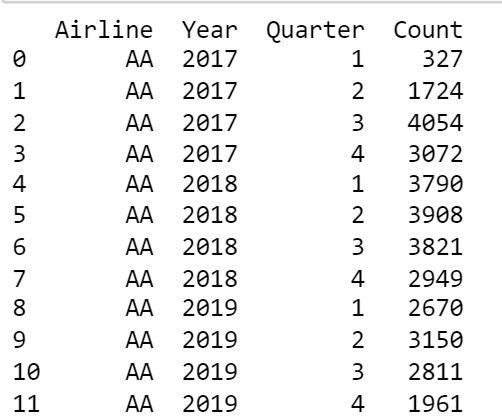 Airline Year Quarter Count
0 AA 2017 1 327
1 AA 2017 2 1724
2 AA 2017 3 4054
3 AA 2017 4 3072
4 AA 2018 1 3790
5 AA 2018 2 3908
6 AA 2018 3 3821
7 AA 2018 4 2949
8 AA 2019 1 2670
9 AA 2019 2 3150
10 AA 2019 3 2811
11 AA 2019 4 1961